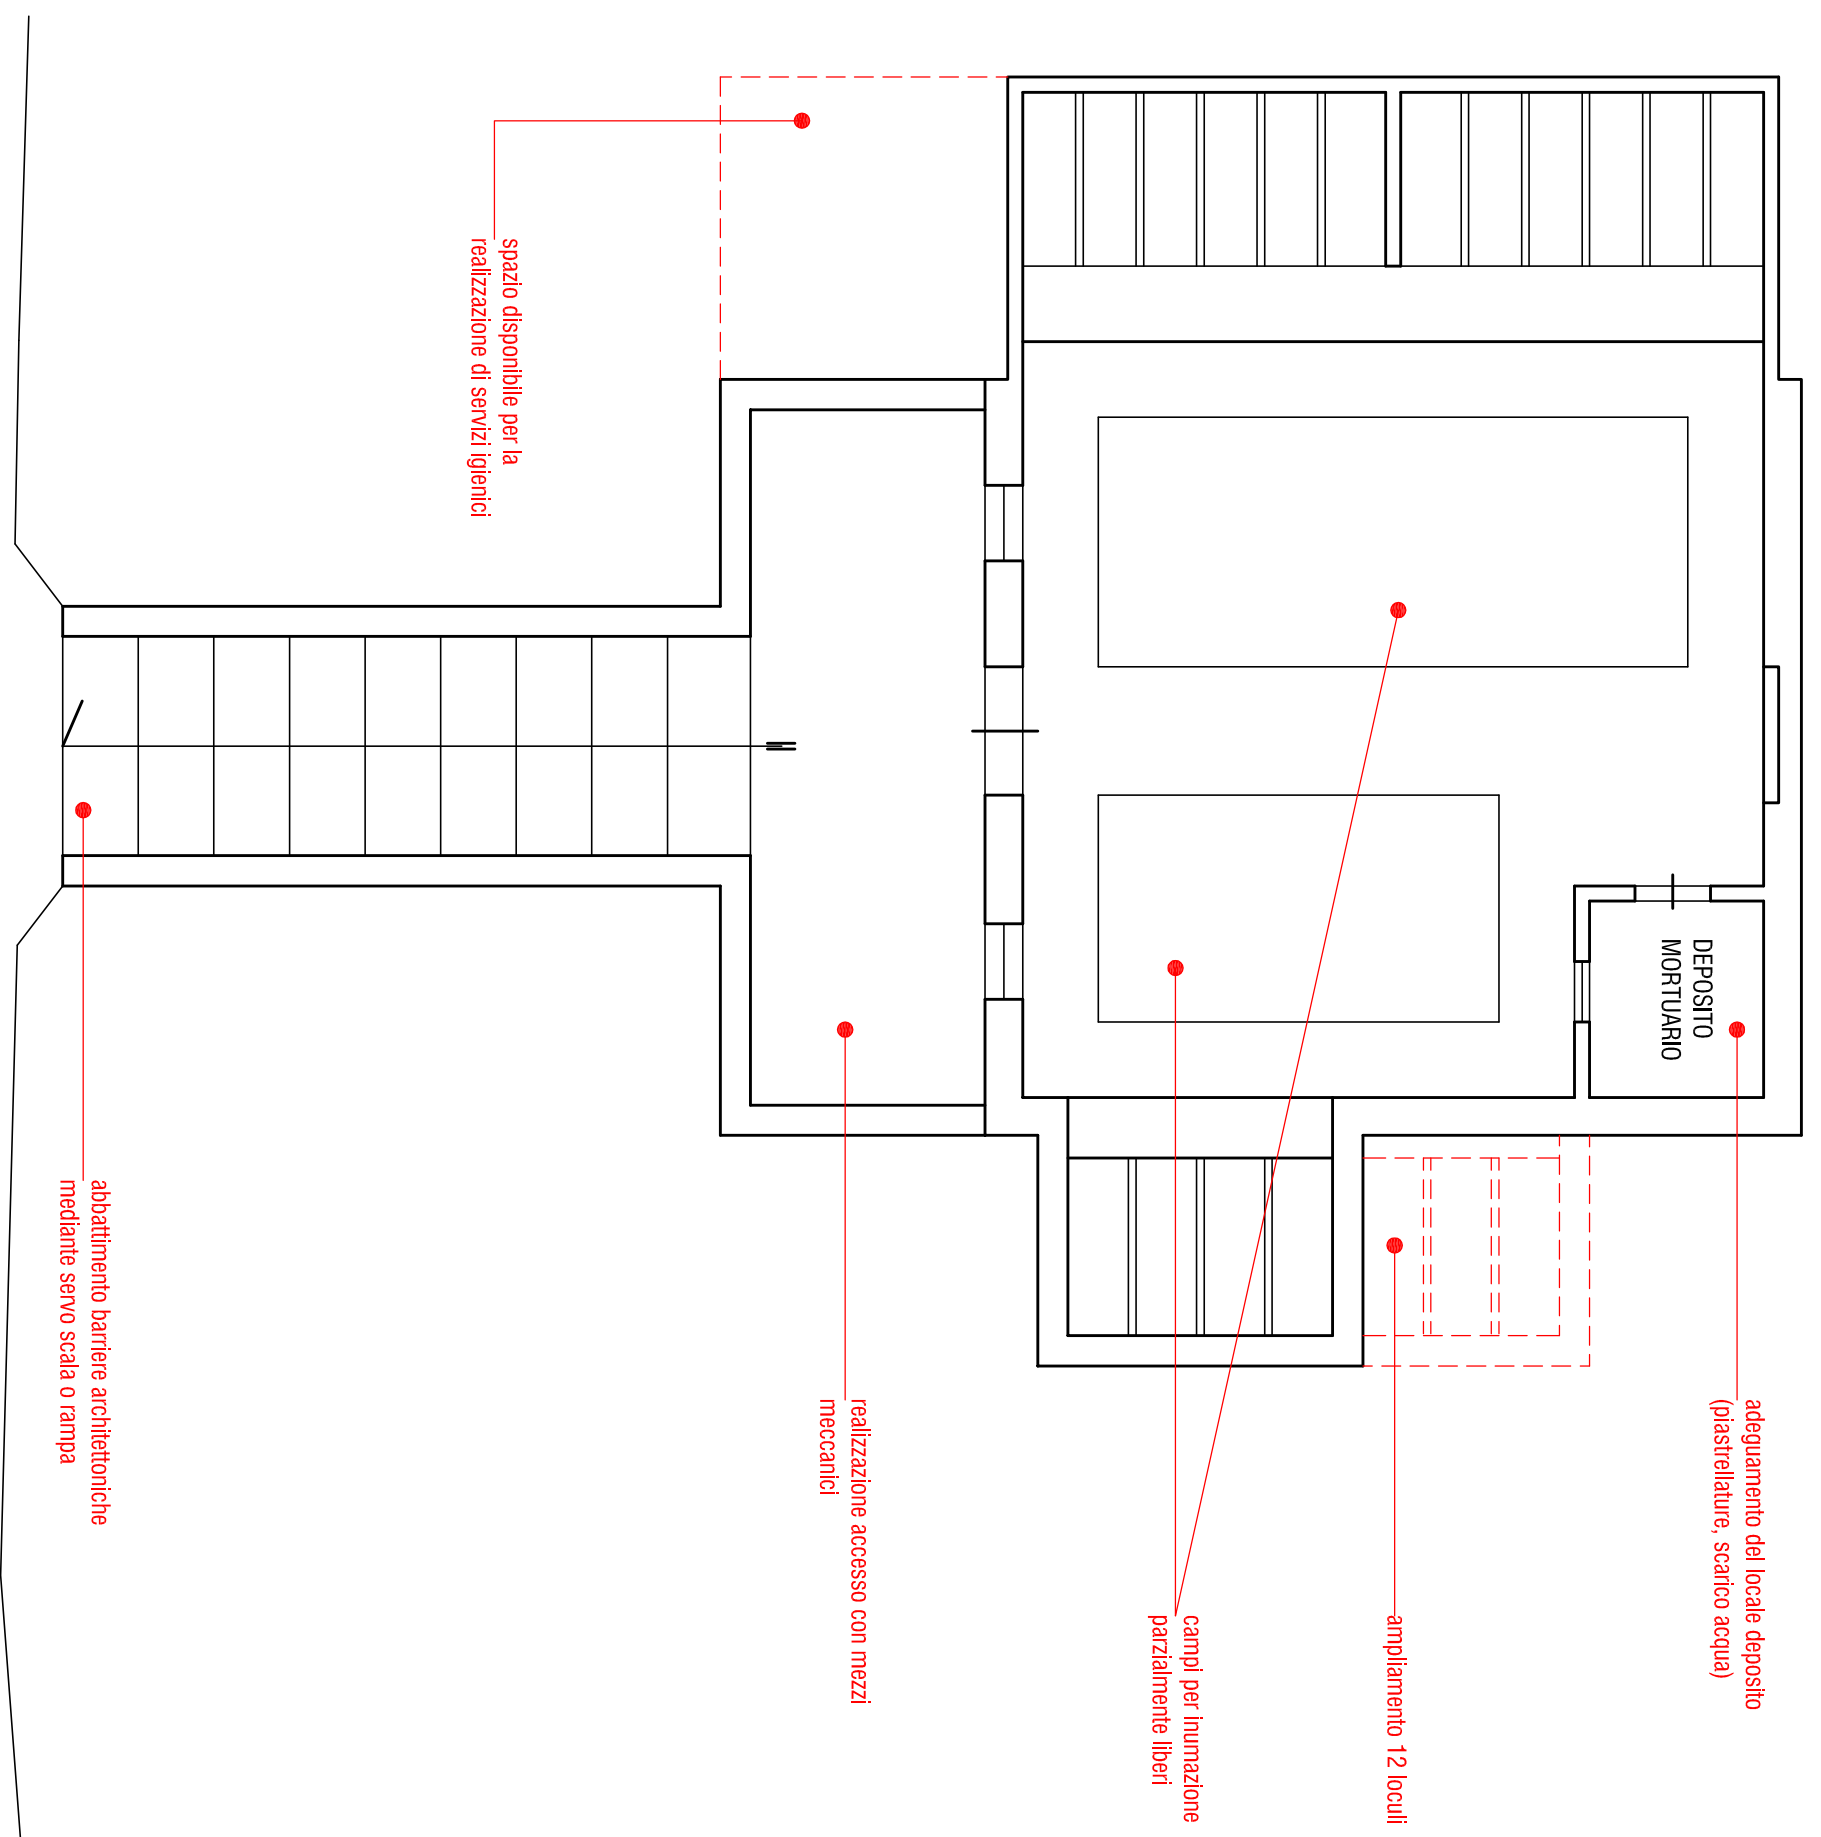 adeguamento del locale deposito
(piastrellature, scarico acqua)
DEPOSITO
MORTUARIO
ampliamento 12 loculi
campi per inumazione
parzialmente liberi
realizzazione accesso con mezzi
meccanici
spazio disponibile per la
realizzazione di servizi igienici
abbattimento barriere architettoniche
mediante servo scala o rampa